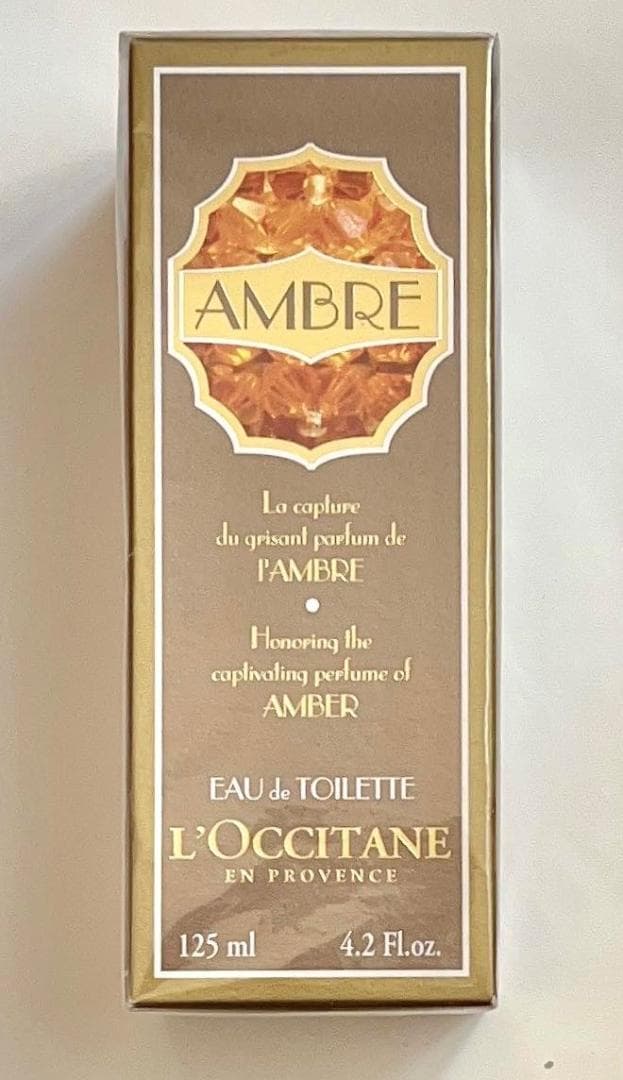 AMBRE
La capture
du grisant parfum de
l'AMBRE
Honoring the
captivating perfume of
AMBER
EAU de TOILETTE
L'OCCITANE
EN PROVENCE
125 ml 4.2 Fl.oz.